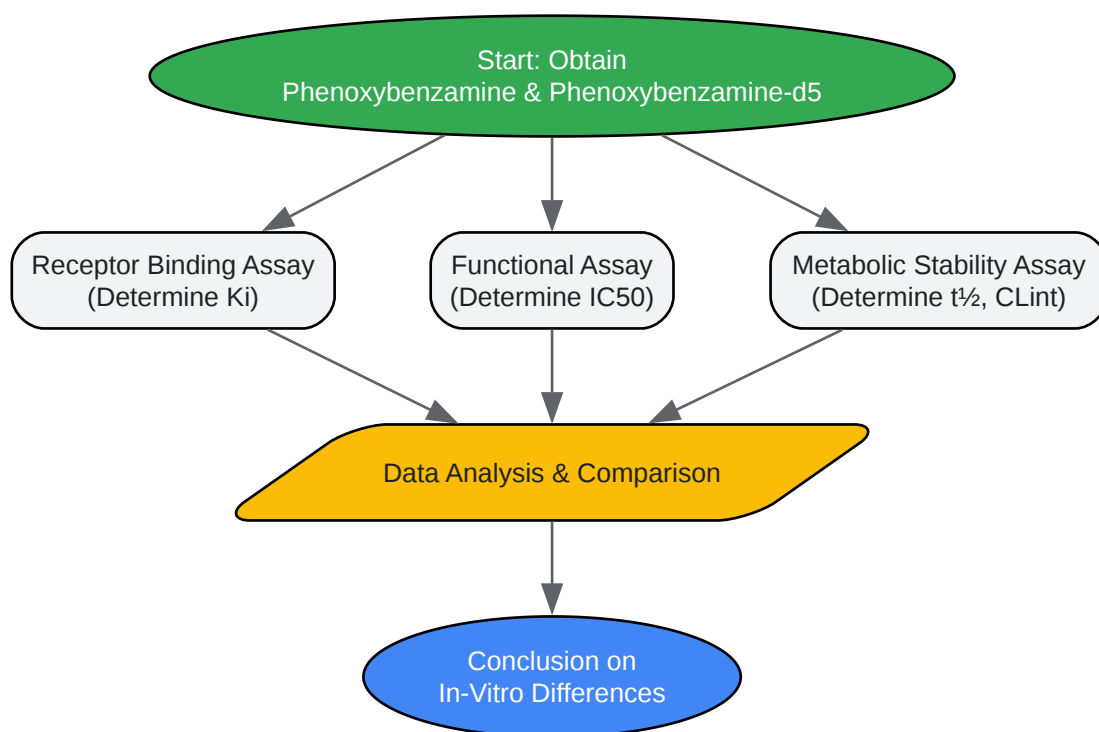 Start: Obtain
Phenoxybenzamine & Phenoxybenzamine-d5
Receptor Binding Assay
(Determine Ki)
Functional Assay
(Determine IC50)
Metabolic Stability Assay
(Determine t½, CLint)
Data Analysis & Comparison
Conclusion on
In-Vitro Differences